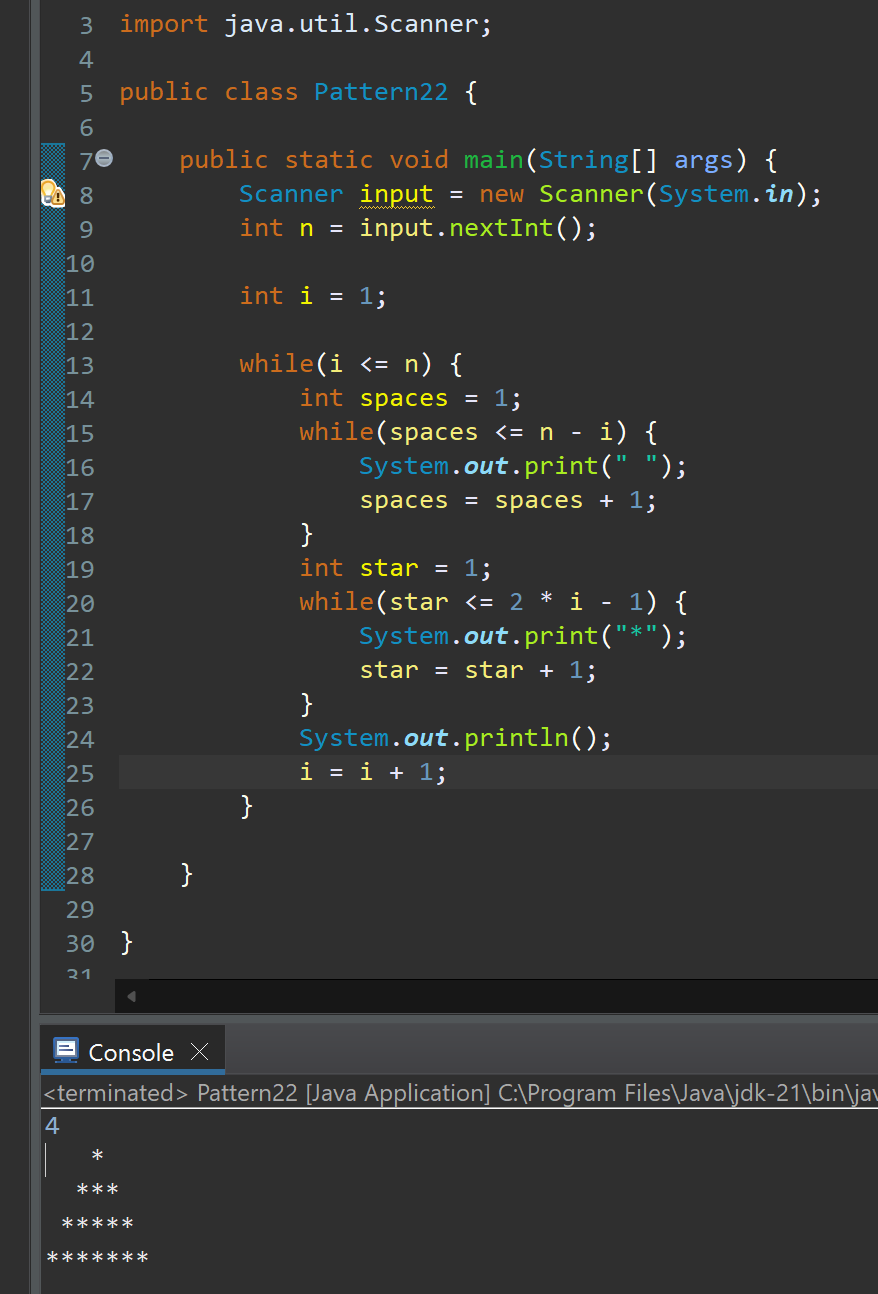 3 import java.util.Scanner;
4
5 public class Pattern22 {
6
7     public static void main(String[] args) {
8         Scanner input = new Scanner(System.in);
9         int n = input.nextInt();
10
11         int i = 1;
12
13         while(i <= n) {
14             int spaces = 1;
15             while(spaces <= n - i) {
16                 System.out.print(" ");
17                 spaces = spaces + 1;
18             }
19             int star = 1;
20             while(star <= 2 * i - 1) {
21                 System.out.print("*");
22                 star = star + 1;
23             }
24             System.out.println();
25             i = i + 1;
26         }
27
28     }
29
30 }
31
Console
<terminated> Pattern22 [Java Application] C:\Program Files\Java\jdk-21\bin\jav
4
   *
  ***
 *****
*******